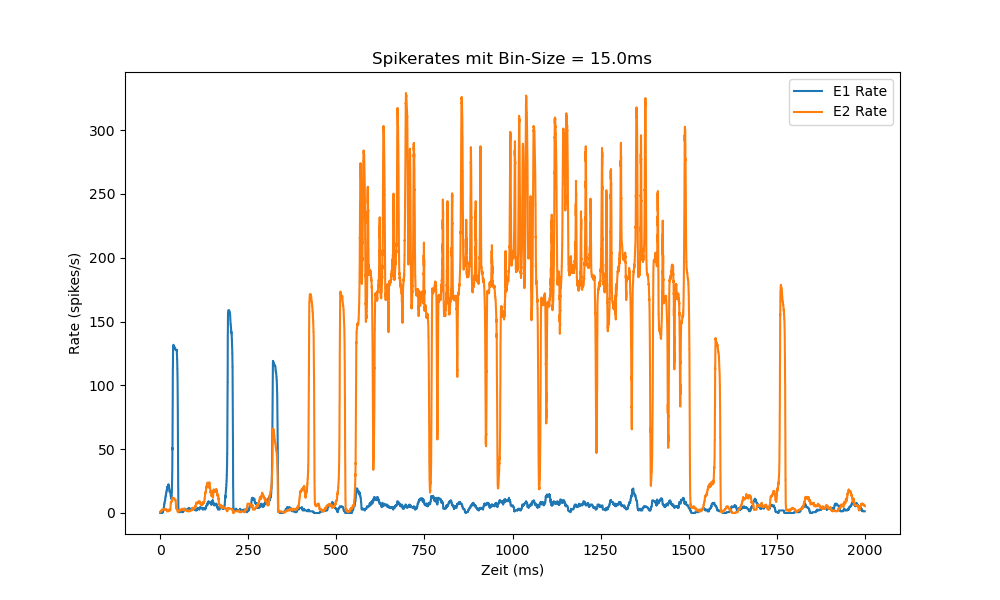 Spikerates mit Bin-Size = 15.0ms
E1 Rate
E2 Rate
300
250
200
150
100
50
0
Rate (spikes/s)
0 250 500 750 1000 1250 1500 1750 2000
Zeit (ms)